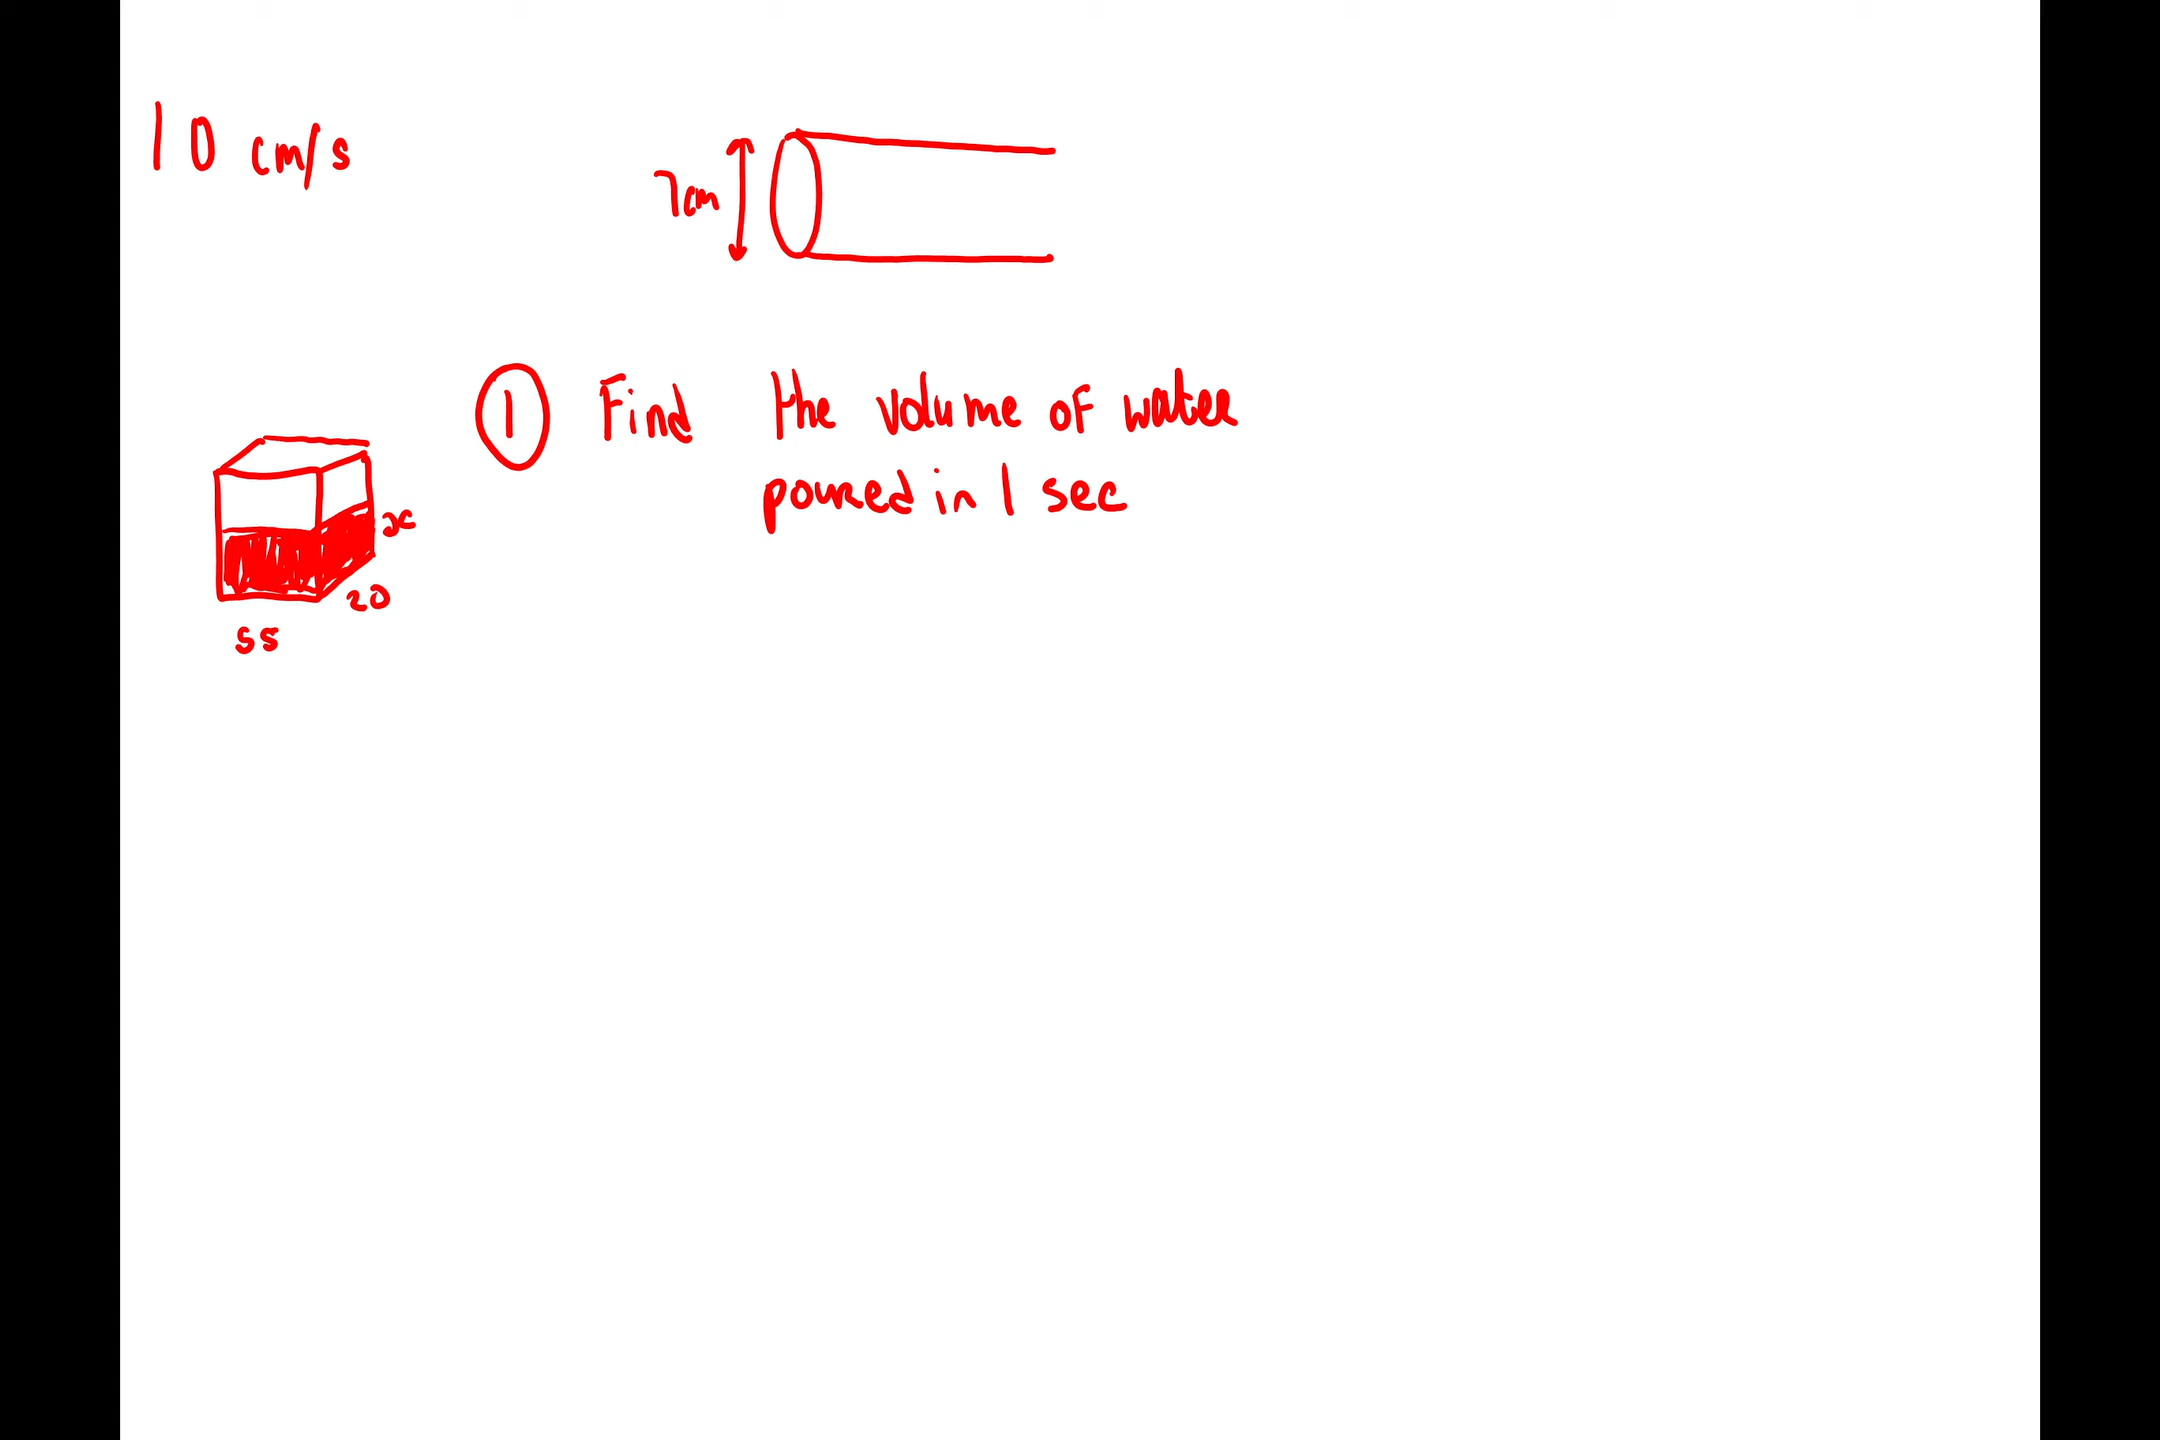 10 cm/s
7cm
① Find the volume of water
poured in 1 sec
x
20
55